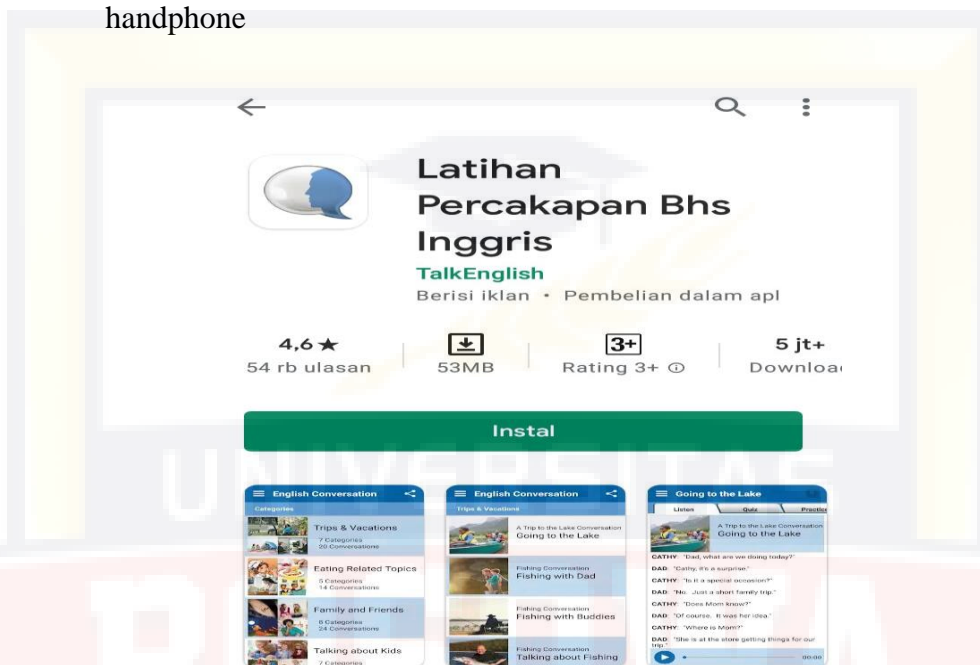 handphone
Latihan
Percakapan Bhs
Inggris
TalkEnglish
Berisi iklan • Pembelian dalam apl
4,6 ★
54 rb ulasan
53MB
3+
Rating 3+
5 jt+
Downloa
Instal
UNIVERSITAS
English Conversation
Categories
Trips & Vacations
7 Categories
20 Conversations
Eating Related Topics
5 Categories
14 Conversations
Family and Friends
6 Categories
24 Conversations
Talking about Kids
7 Categories
English Conversation
Trips & Vacations
A Trip to the Lake Conversation
Going to the Lake
Fishing Conversation
Fishing with Dad
Fishing Conversation
Fishing with Buddies
Fishing Conversation
Talking about Fishing
Going to the Lake
Listen Quiz Practice
A Trip to the Lake Conversation
Going to the Lake
CATHY: "Dad, what are we doing today?"
DAD: "Cathy, it's a surprise."
CATHY: "Is it a special occasion?"
DAD: "No. Just a short family trip."
CATHY: "Does Mom know?"
DAD: "Of course. It was her idea."
CATHY: "Where is Mom?"
DAD: "She is at the store getting things for our
trip."
00:00